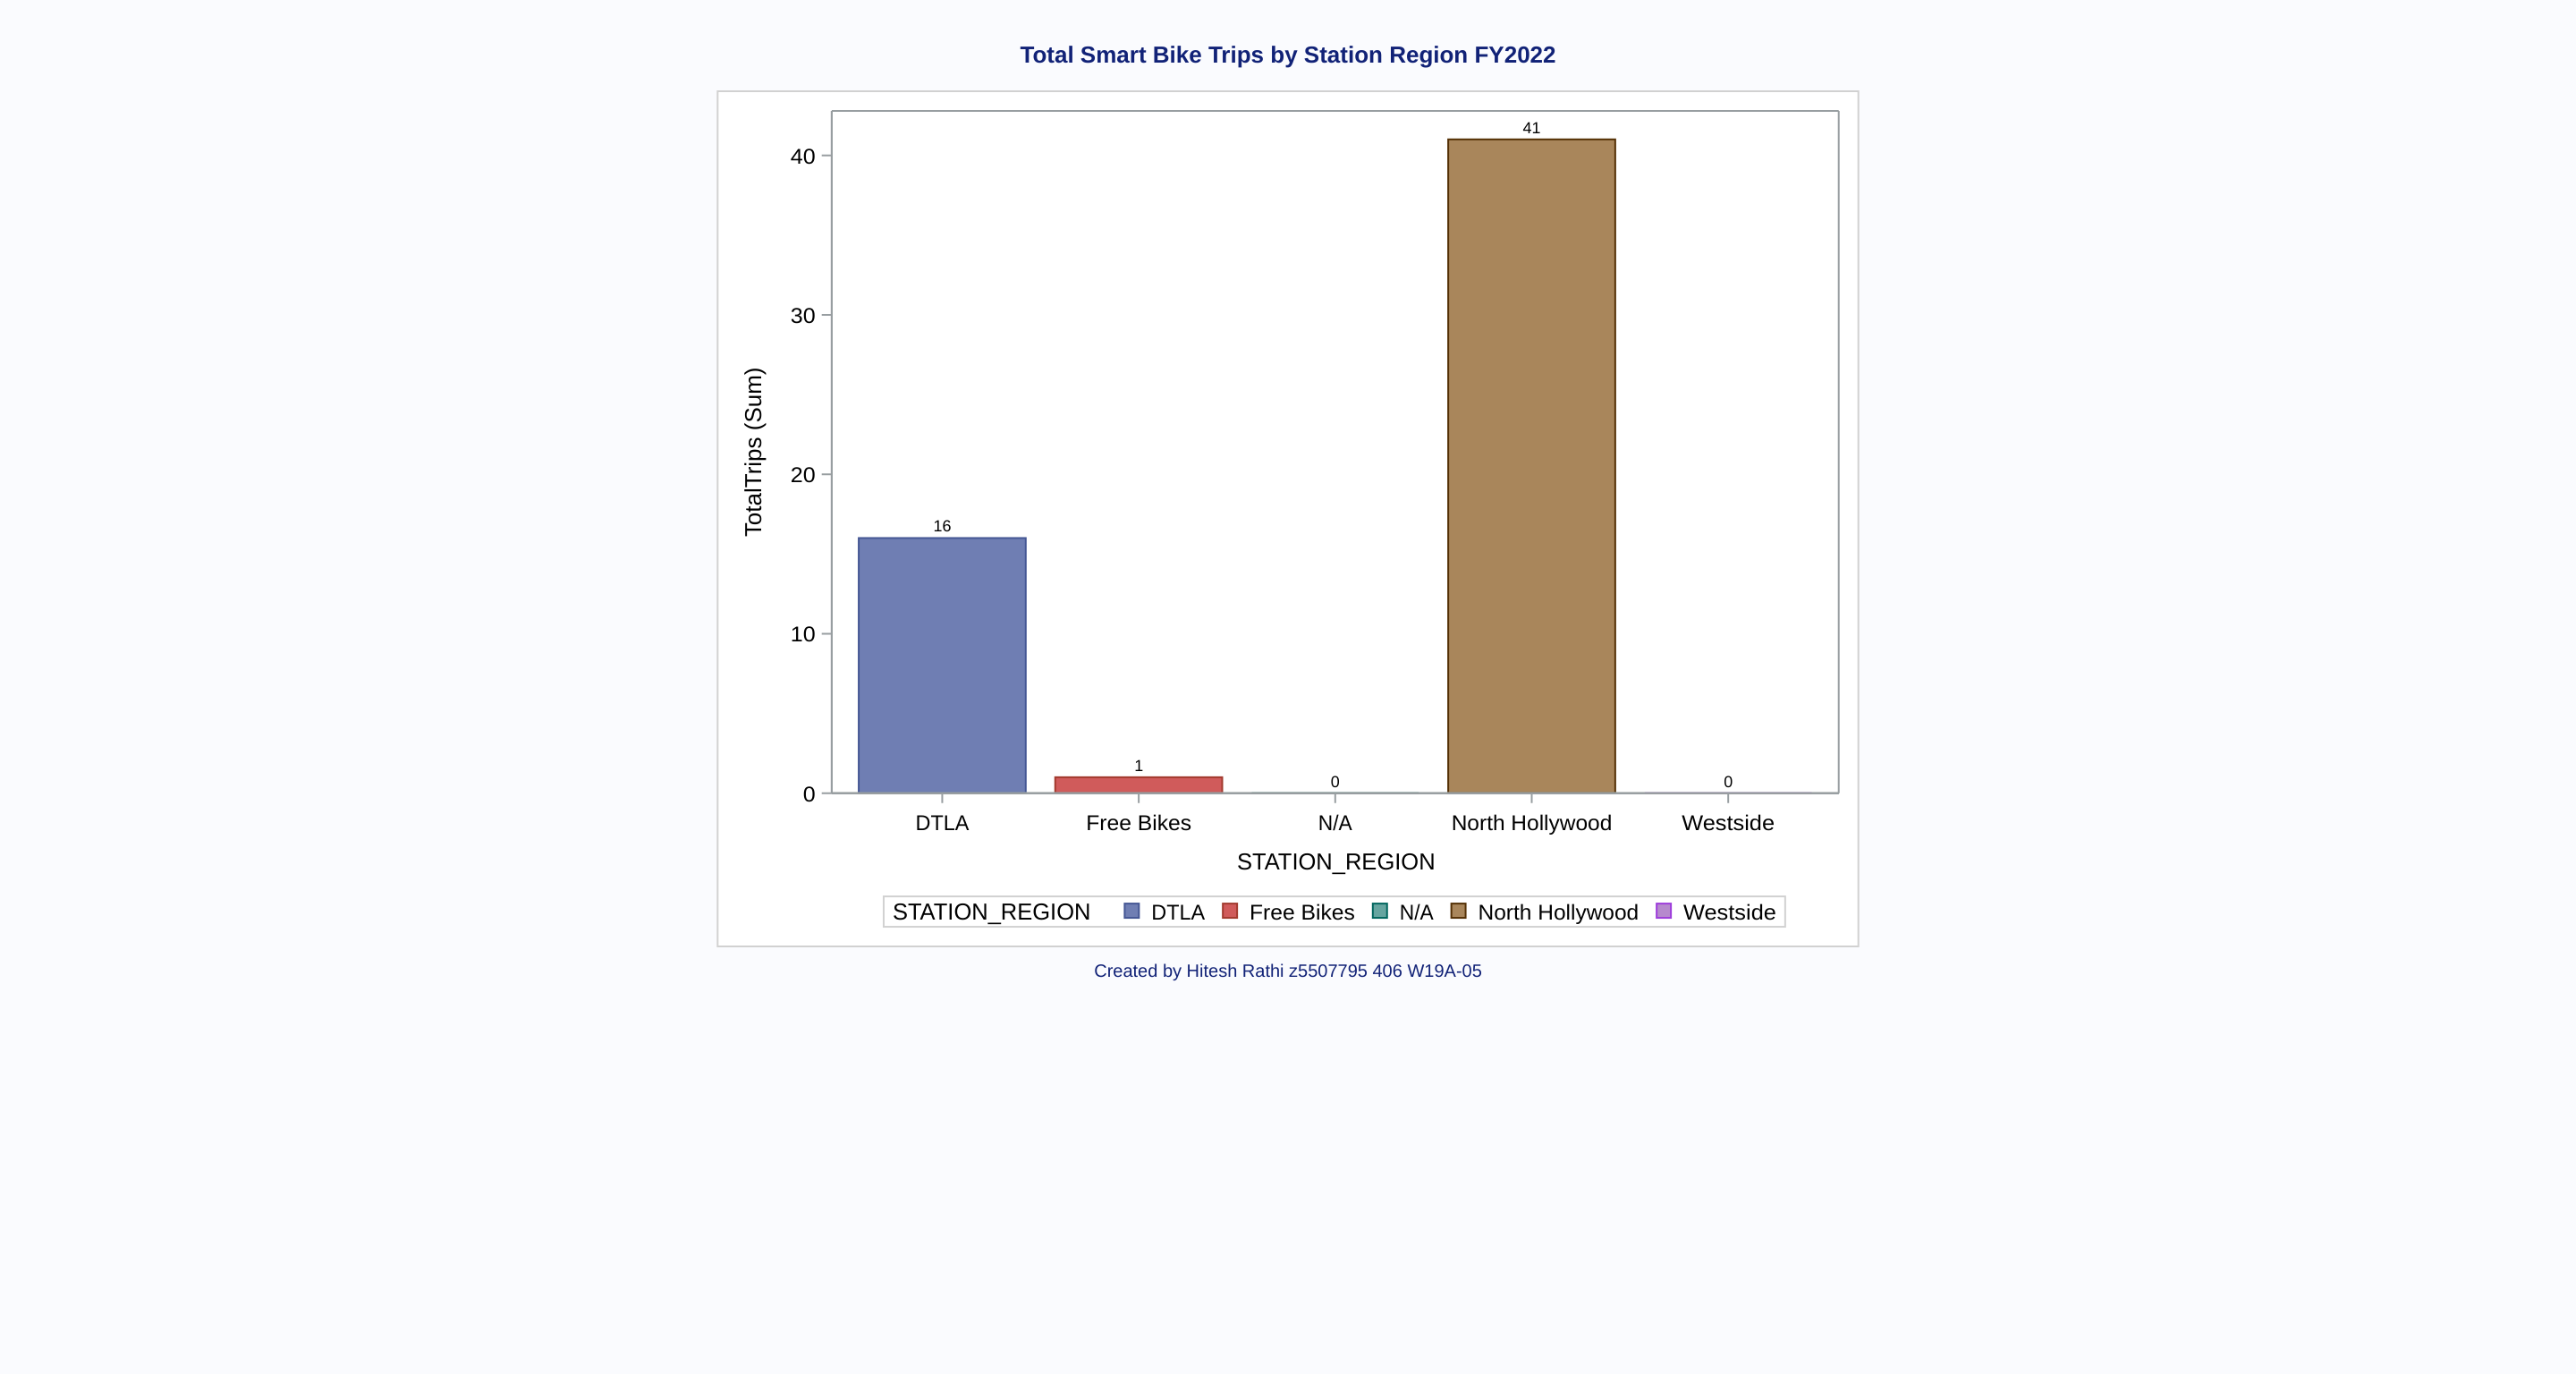 Total Smart Bike Trips by Station Region FY2022
41
40
30
TotalTrips (Sum)
20
16
10
1
0
0
0
DTLA Free Bikes N/A North Hollywood Westside
STATION_REGION
STATION_REGION DTLA Free Bikes N/A North Hollywood Westside
Created by Hitesh Rathi z5507795 406 W19A-05